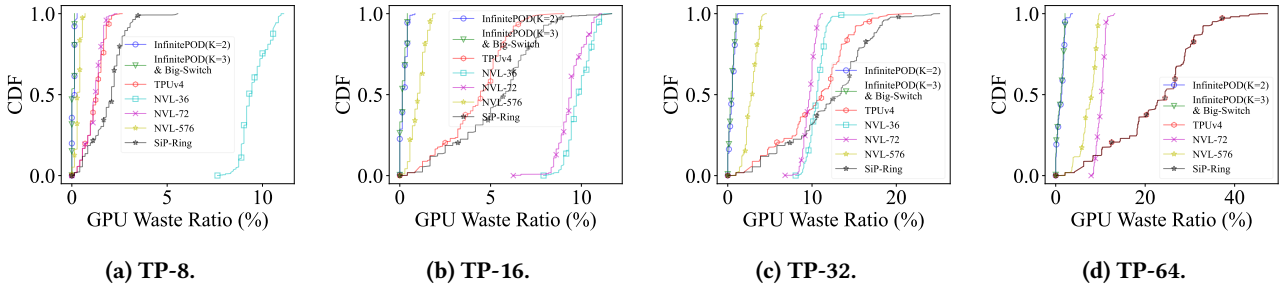 CDF
1.0
0.5
0.0
0
5
10
GPU Waste Ratio (%)
InfinitePOD(K=2)
InfinitePOD(K=3)
& Big-Switch
TPUv4
NVL-36
NVL-72
NVL-576
SiP-Ring
(a) TP-8.
CDF
1.0
0.5
0.0
0
5
10
GPU Waste Ratio (%)
InfinitePOD(K=2)
InfinitePOD(K=3)
& Big-Switch
TPUv4
NVL-36
NVL-72
NVL-576
SiP-Ring
(b) TP-16.
CDF
1.0
0.5
0.0
0
10
20
GPU Waste Ratio (%)
InfinitePOD(K=2)
InfinitePOD(K=3)
& Big-Switch
TPUv4
NVL-36
NVL-72
NVL-576
SiP-Ring
(c) TP-32.
CDF
1.0
0.5
0.0
0
20
40
GPU Waste Ratio (%)
InfinitePOD(K=2)
InfinitePOD(K=3)
& Big-Switch
TPUv4
NVL-72
NVL-576
SiP-Ring
(d) TP-64.